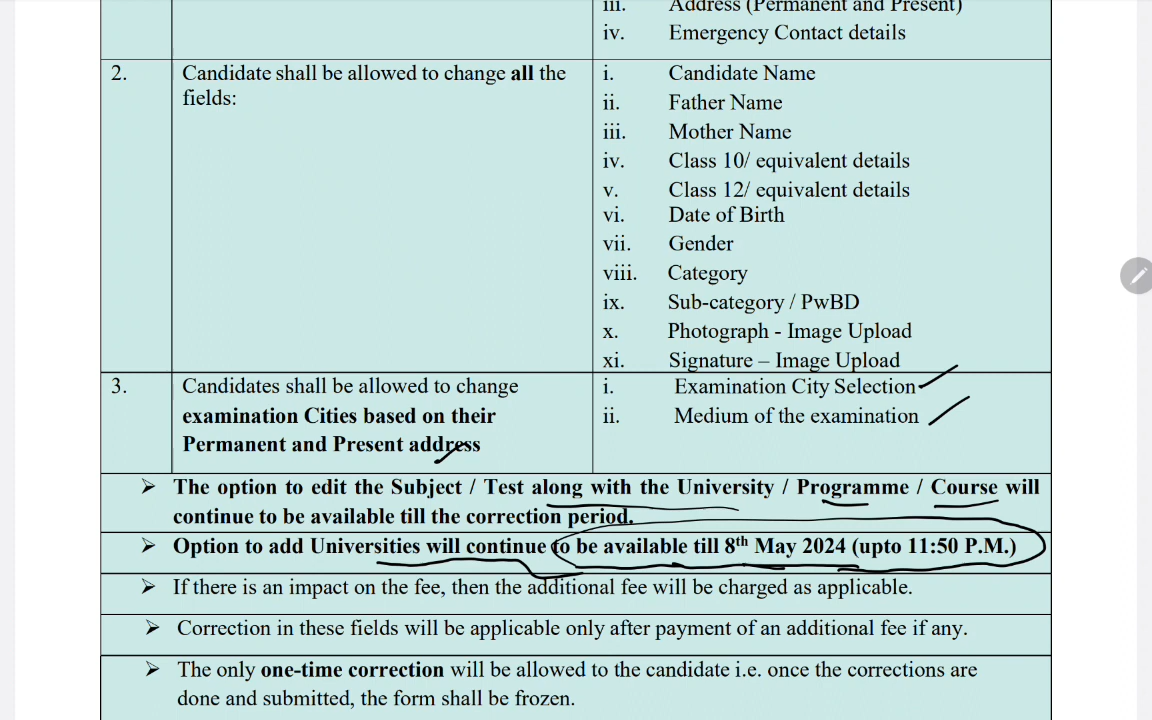 iii. Address (Permanent and Present)
iv. Emergency Contact details
2. Candidate shall be allowed to change all the
fields:
i. Candidate Name
ii. Father Name
iii. Mother Name
iv. Class 10/ equivalent details
v. Class 12/ equivalent details
vi. Date of Birth
vii. Gender
viii. Category
ix. Sub-category / PwBD
x. Photograph - Image Upload
xi. Signature – Image Upload
3. Candidates shall be allowed to change
examination Cities based on their
Permanent and Present address
i. Examination City Selection
ii. Medium of the examination
➢ The option to edit the Subject / Test along with the University / Programme / Course will
continue to be available till the correction period.
➢ Option to add Universities will continue to be available till 8th May 2024 (upto 11:50 P.M.)
➢ If there is an impact on the fee, then the additional fee will be charged as applicable.
➢ Correction in these fields will be applicable only after payment of an additional fee if any.
➢ The only one-time correction will be allowed to the candidate i.e. once the corrections are
done and submitted, the form shall be frozen.